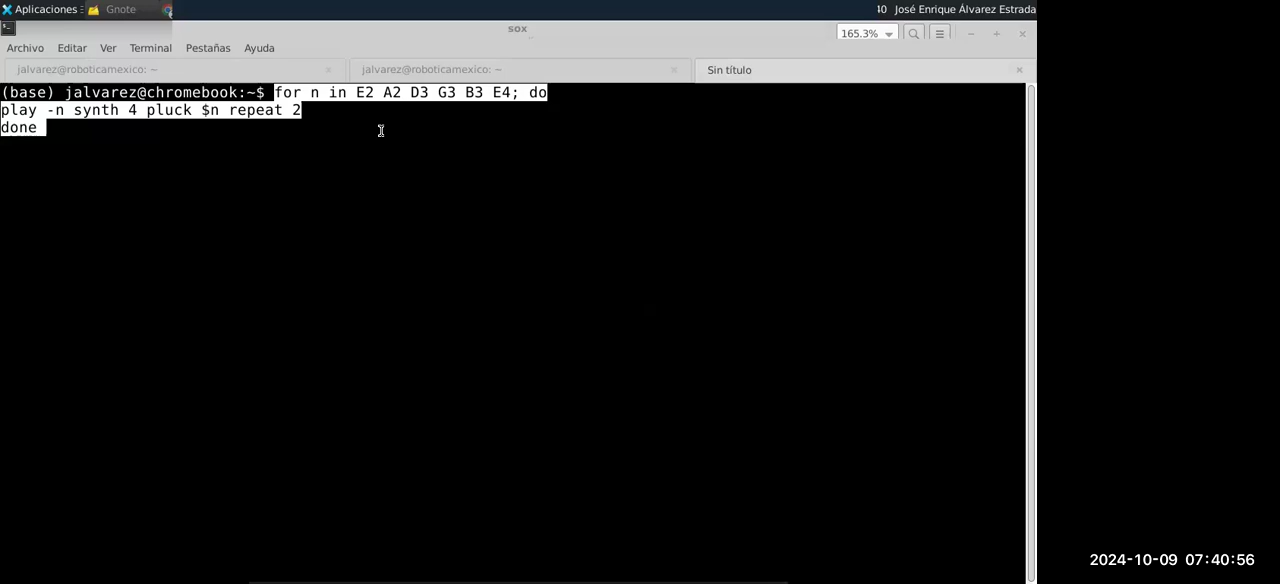 Aplicaciones Gnote 40 José Enrique Álvarez Estrada
sox
165.3%
Archivo Editar Ver Terminal Pestañas Ayuda
jalvarez@roboticamexico: ~ jalvarez@roboticamexico: ~ Sin título
(base) jalvarez@chromebook:~$ for n in E2 A2 D3 G3 B3 E4; do
play -n synth 4 pluck $n repeat 2
done
2024-10-09 07:40:56